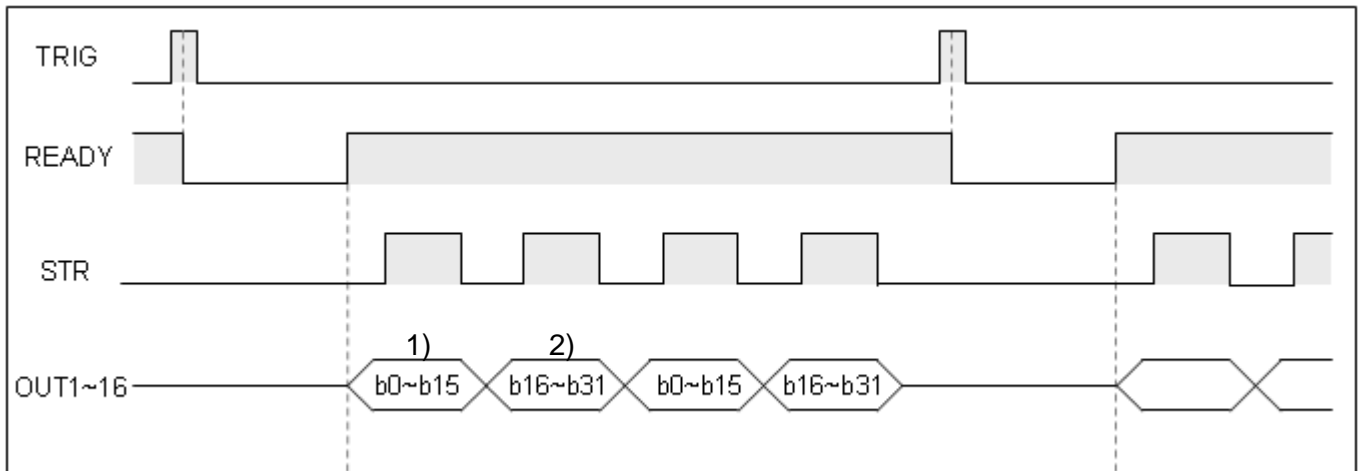 TRIG
READY
STR
1) 2)
OUT1~16 b0~b15 b16~b31 b0~b15 b16~b31